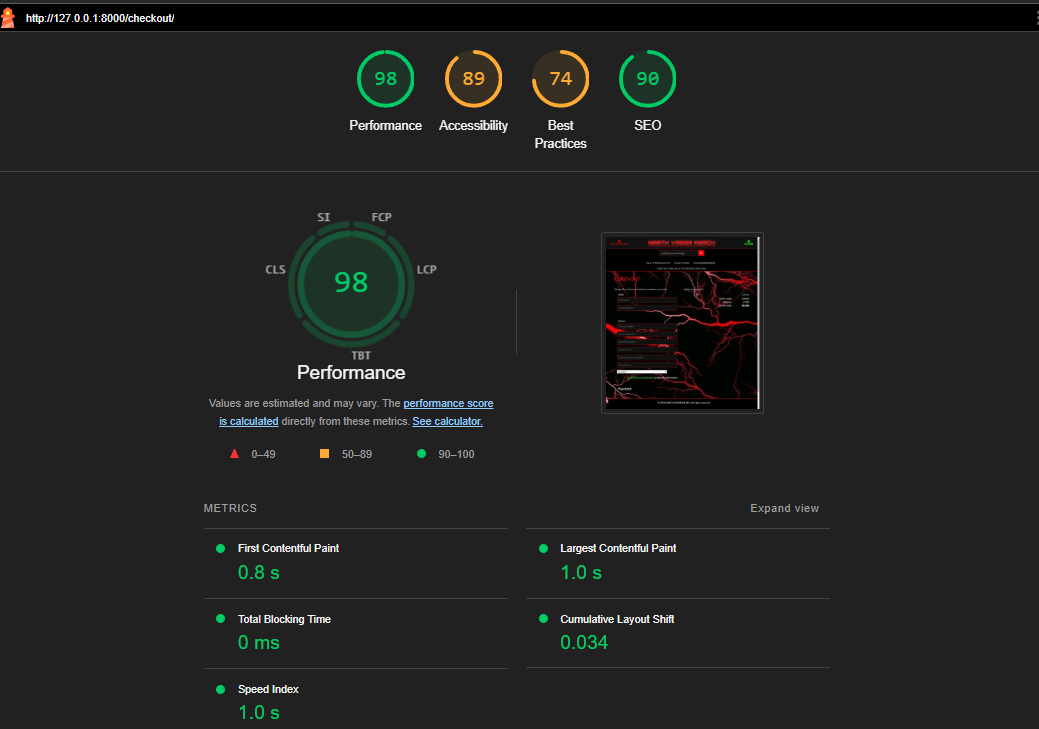 http://127.0.0.1:8000/checkout/
98
89
74
90
Performance
Accessibility
Best
Practices
SEO
SI
FCP
CLS
LCP
98
TBT
Performance
Values are estimated and may vary. The performance score
is calculated directly from these metrics. See calculator.
0–49
50–89
90–100
METRICS
Expand view
First Contentful Paint
0.8 s
Largest Contentful Paint
1.0 s
Total Blocking Time
0 ms
Cumulative Layout Shift
0.034
Speed Index
1.0 s